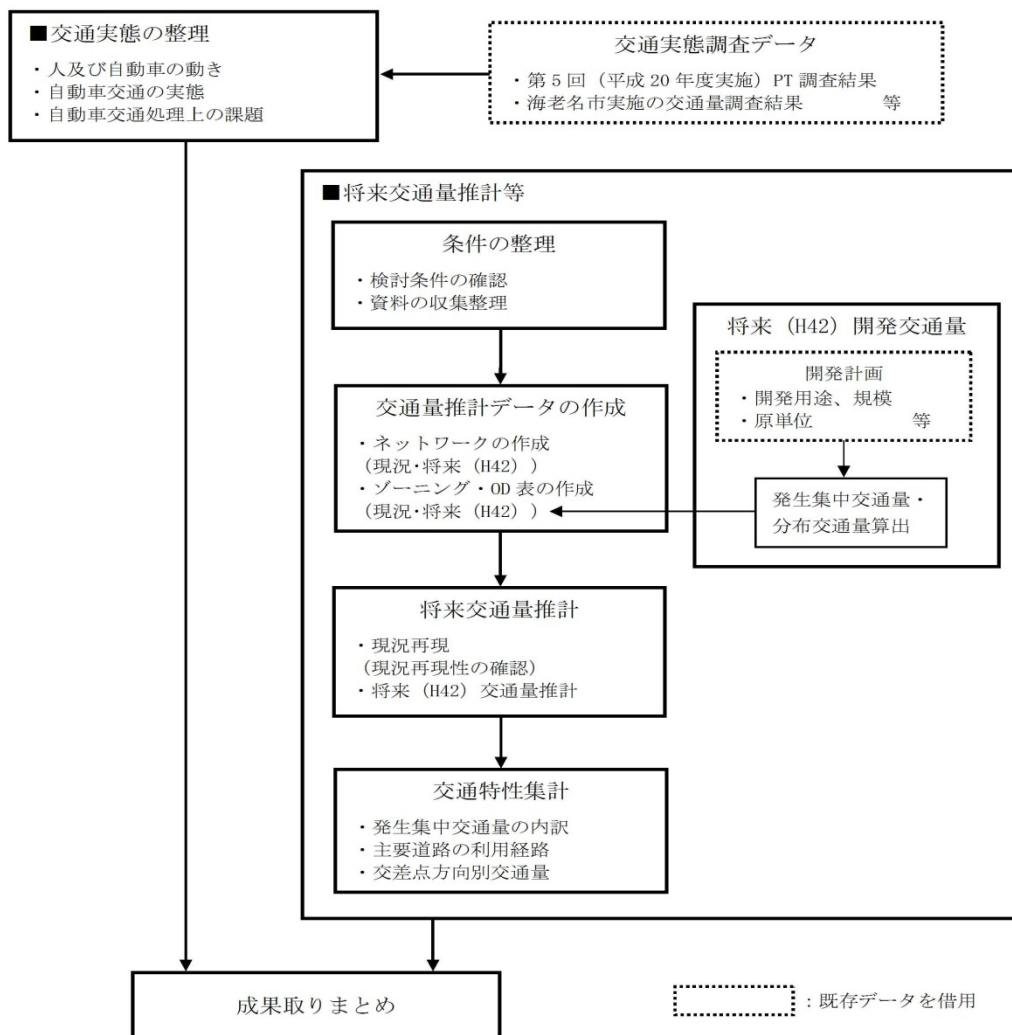 ■交通実態の整理
・人及び自動車の動き
・自動車交通の実態
・自動車交通処理上の課題
交通実態調査データ
・第5回（平成20年度実施）PT調査結果
・海老名市実施の交通量調査結果　　　等
■将来交通量推計等
条件の整理
・検討条件の確認
・資料の収集整理
将来（H42）開発交通量
開発計画
・開発用途、規模
・原単位　　　　　等
発生集中交通量・
分布交通量算出
交通量推計データの作成
・ネットワークの作成
（現況・将来（H42））
・ゾーニング・OD表の作成
（現況・将来（H42））
将来交通量推計
・現況再現
(現況再現性の確認)
・将来（H42）交通量推計
交通特性集計
・発生集中交通量の内訳
・主要道路の利用経路
・交差点方向別交通量
成果取りまとめ
：既存データを借用